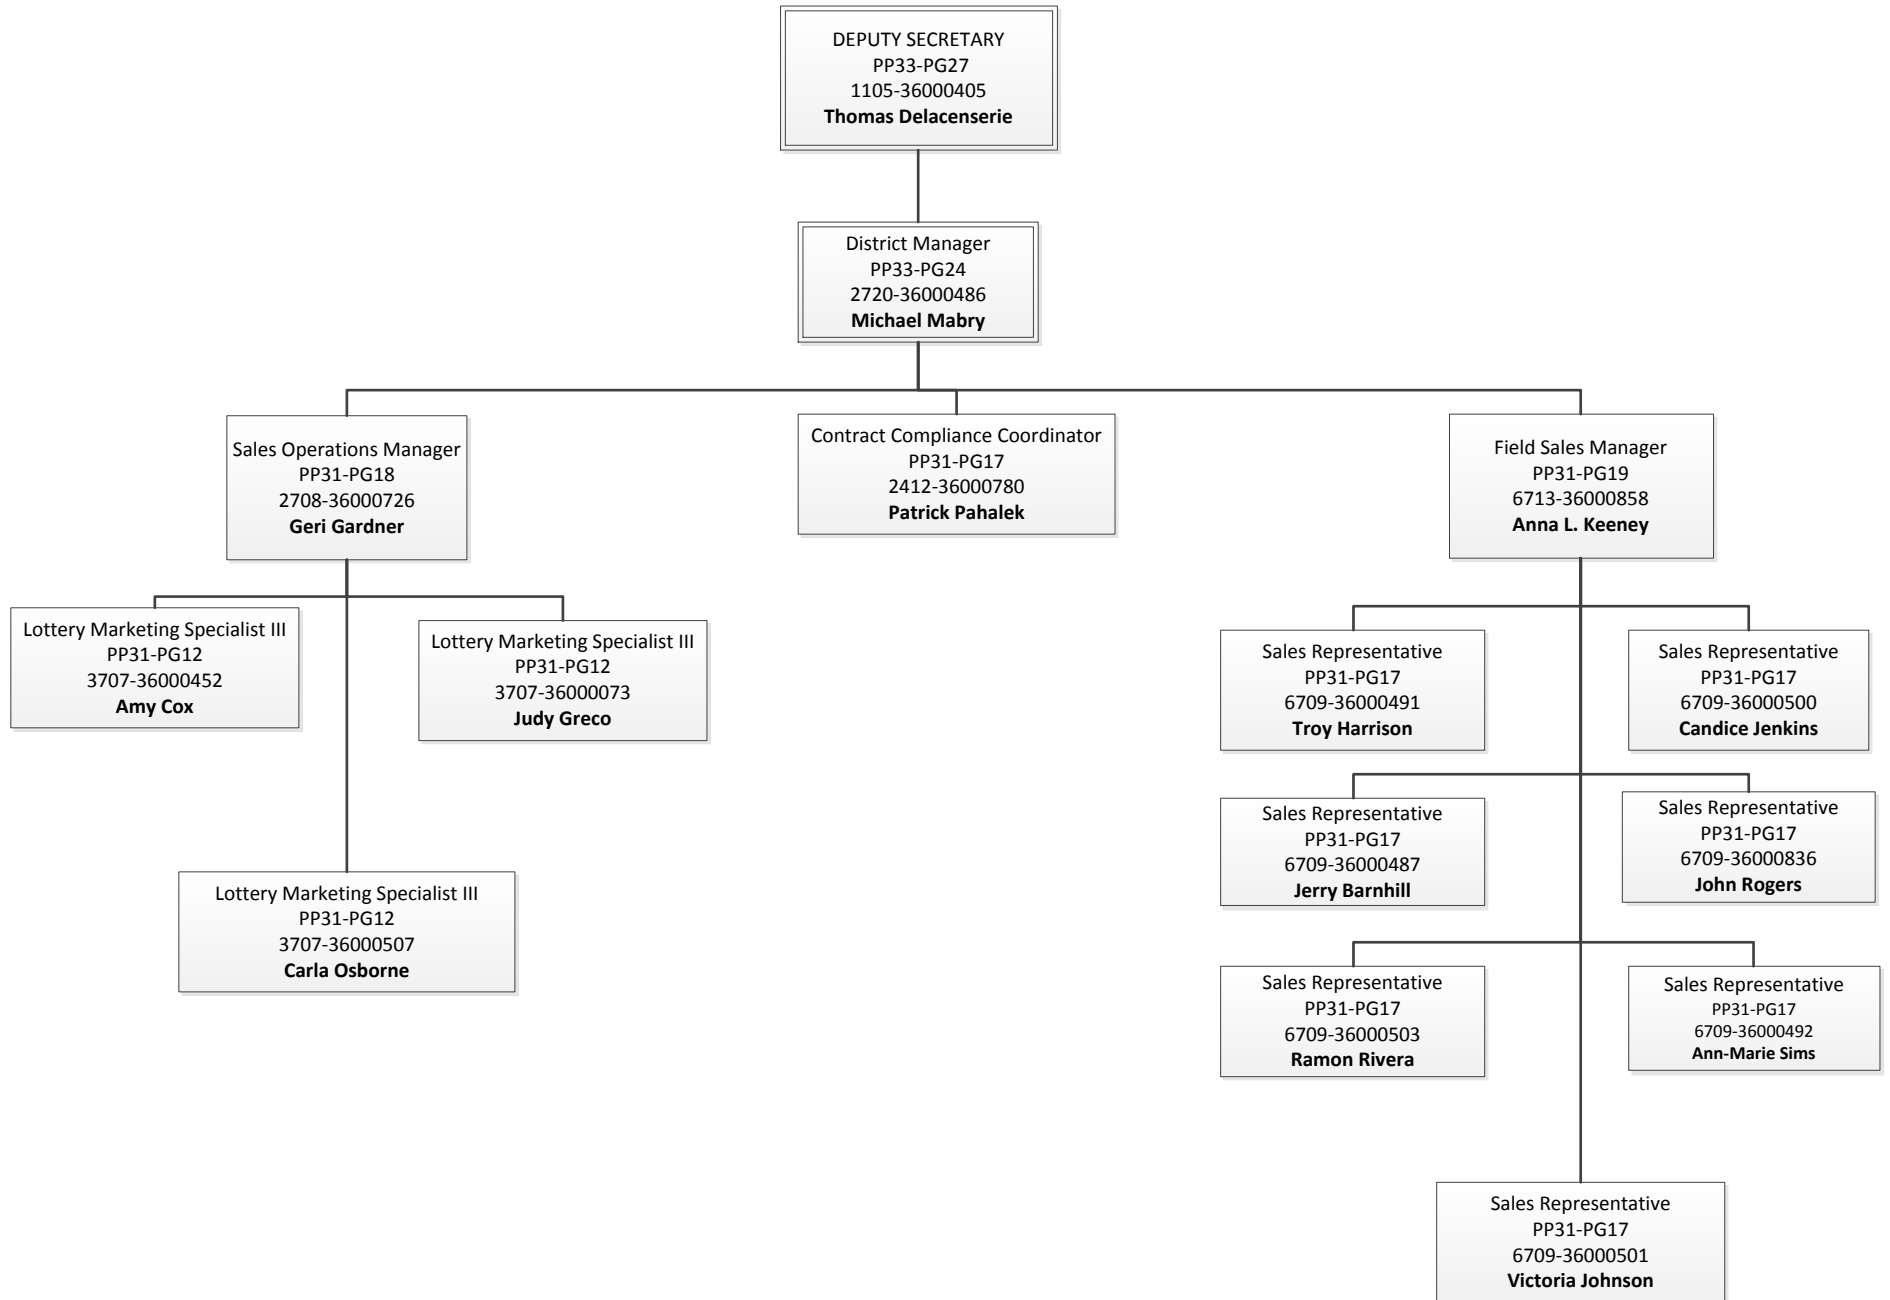 DEPUTY SECRETARY
PP33-PG27
1105-36000405
Thomas Delacenserie
District Manager
PP33-PG24
2720-36000486
Michael Mabry
Sales Operations Manager
PP31-PG18
2708-36000726
Geri Gardner
Contract Compliance Coordinator
PP31-PG17
2412-36000780
Patrick Pahalek
Field Sales Manager
PP31-PG19
6713-36000858
Anna L. Keeney
Lottery Marketing Specialist III
PP31-PG12
3707-36000452
Amy Cox
Lottery Marketing Specialist III
PP31-PG12
3707-36000073
Judy Greco
Lottery Marketing Specialist III
PP31-PG12
3707-36000507
Carla Osborne
Sales Representative
PP31-PG17
6709-36000491
Troy Harrison
Sales Representative
PP31-PG17
6709-36000500
Candice Jenkins
Sales Representative
PP31-PG17
6709-36000487
Jerry Barnhill
Sales Representative
PP31-PG17
6709-36000836
John Rogers
Sales Representative
PP31-PG17
6709-36000503
Ramon Rivera
Sales Representative
PP31-PG17
6709-36000492
Ann-Marie Sims
Sales Representative
PP31-PG17
6709-36000501
Victoria Johnson